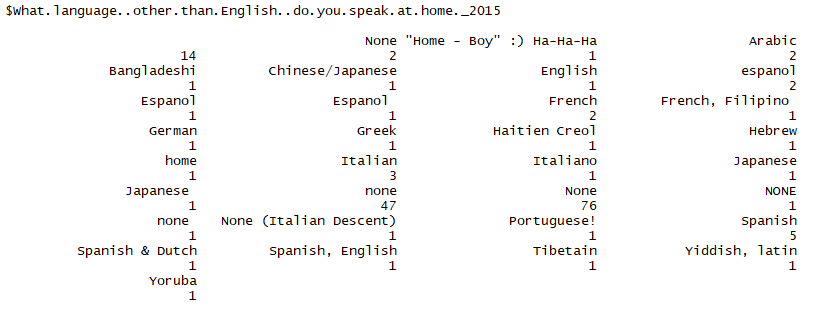 $What.language..other.than.English..do.you.speak.at.home._2015
None "Home - Boy" :) Ha-Ha-Ha Arabic
14 2 1 2
Bangladeshi Chinese/Japanese English espanol
1 1 1 2
Espanol Espanol French French, Filipino
1 1 2 1
German Greek Haitien Creol Hebrew
1 1 1 1
home Italian Italiano Japanese
1 3 1 1
Japanese none None NONE
1 47 76 1
none None (Italian Descent) Portuguese! Spanish
1 1 1 5
Spanish & Dutch Spanish, English Tibetain Yiddish, latin
1 1 1 1
Yoruba
1